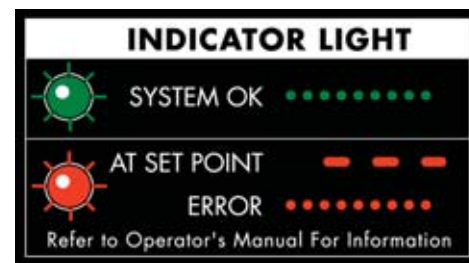 INDICATOR LIGHT
SYSTEM OK
AT SET POINT
ERROR
Refer to Operator's Manual For Information